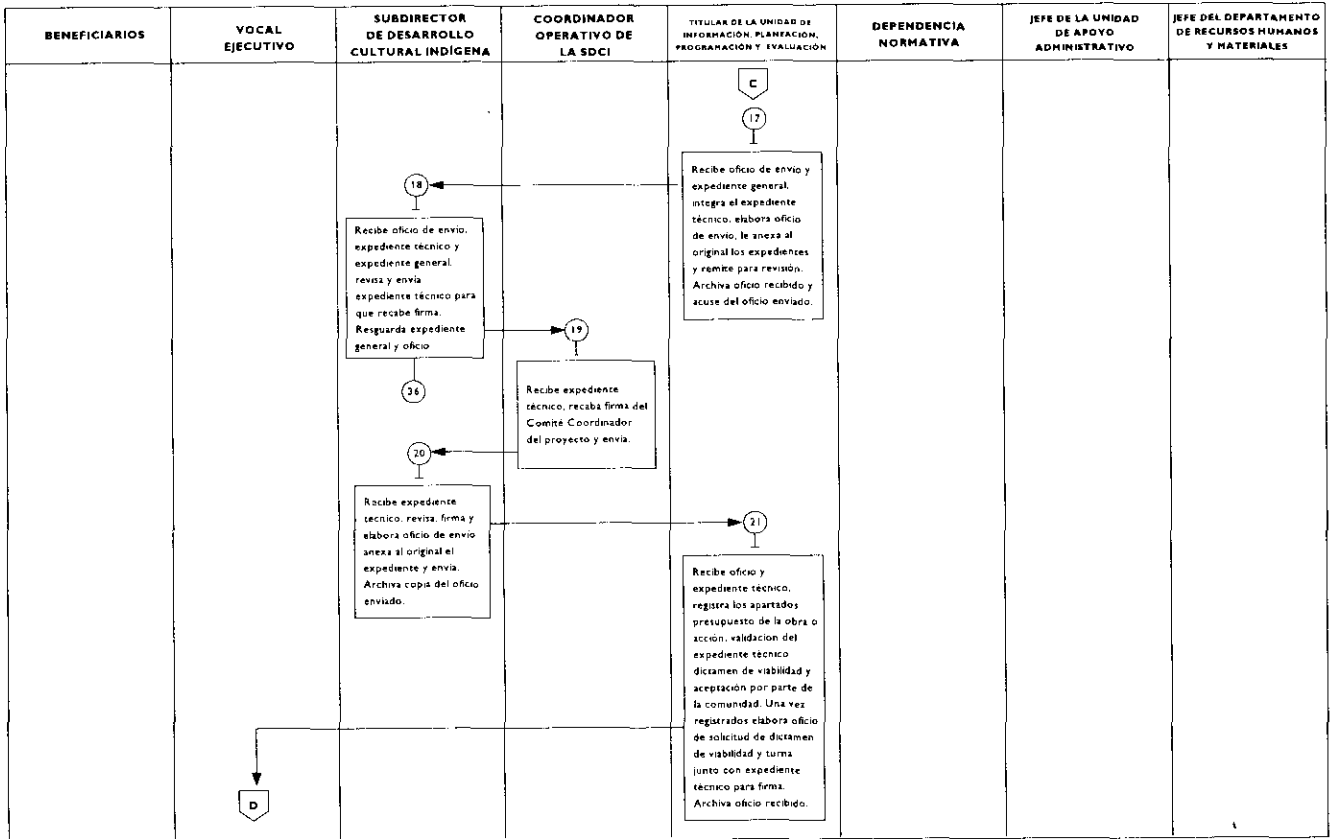 BENEFICIARIOS
VOCAL
EJECUTIVO
SUBDIRECTOR
DE DESARROLLO
CULTURAL INDÍGENA
COORDINADOR
OPERATIVO DE
LA SDCI
TITULAR DE LA UNIDAD DE
INFORMACIÓN, PLANEACIÓN,
PROGRAMACIÓN Y EVALUACIÓN
DEPENDENCIA
NORMATIVA
JEFE DE LA UNIDAD
DE APOYO
ADMINISTRATIVO
JEFE DEL DEPARTAMENTO
DE RECURSOS HUMANOS
Y MATERIALES
C
17
Recibe oficio de envío y
expediente general,
integra el expediente
técnico, elabora oficio
de envío, le anexa al
original los expedientes
y remite para revisión.
Archiva oficio recibido y
acuse del oficio enviado.
18
Recibe oficio de envío,
expediente técnico y
expediente general,
revisa y envía
expediente técnico para
que recabe firma.
Resguarda expediente
general y oficio
36
19
Recibe expediente
técnico, recaba firma del
Comité Coordinador
del proyecto y envía.
20
Recibe expediente
técnico, revisa, firma y
elabora oficio de envío
anexa al original el
expediente y envía.
Archiva copia del oficio
enviado.
21
Recibe oficio y
expediente técnico,
registra los apartados
presupuesto de la obra o
acción, validacion del
expediente técnico
dictamen de viabilidad y
aceptación por parte de
la comunidad. Una vez
registrados elabora oficio
de solicitud de dictamen
de viabilidad y turna
junto con expediente
técnico para firma.
Archiva oficio recibido.
D